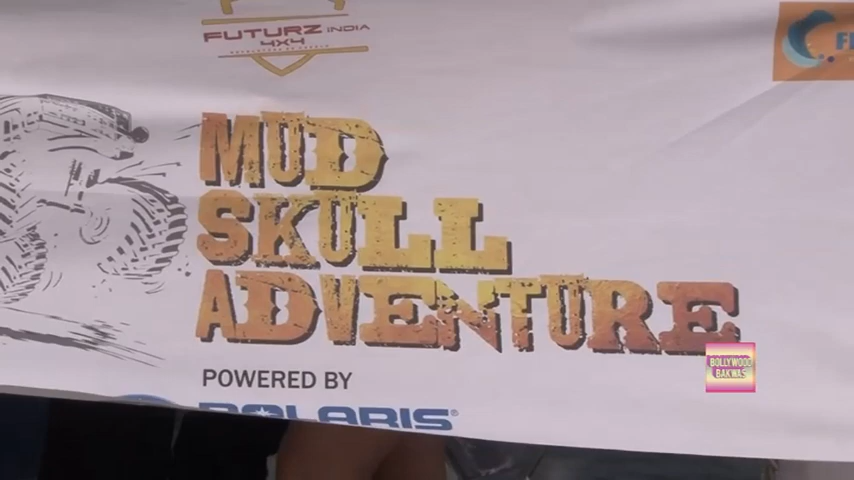 FUTURZ INDIA
4X4
MUD
SKULL
ADVENTURE
BOLLYWOOD
BAKWAS
POWERED BY
POLARIS®